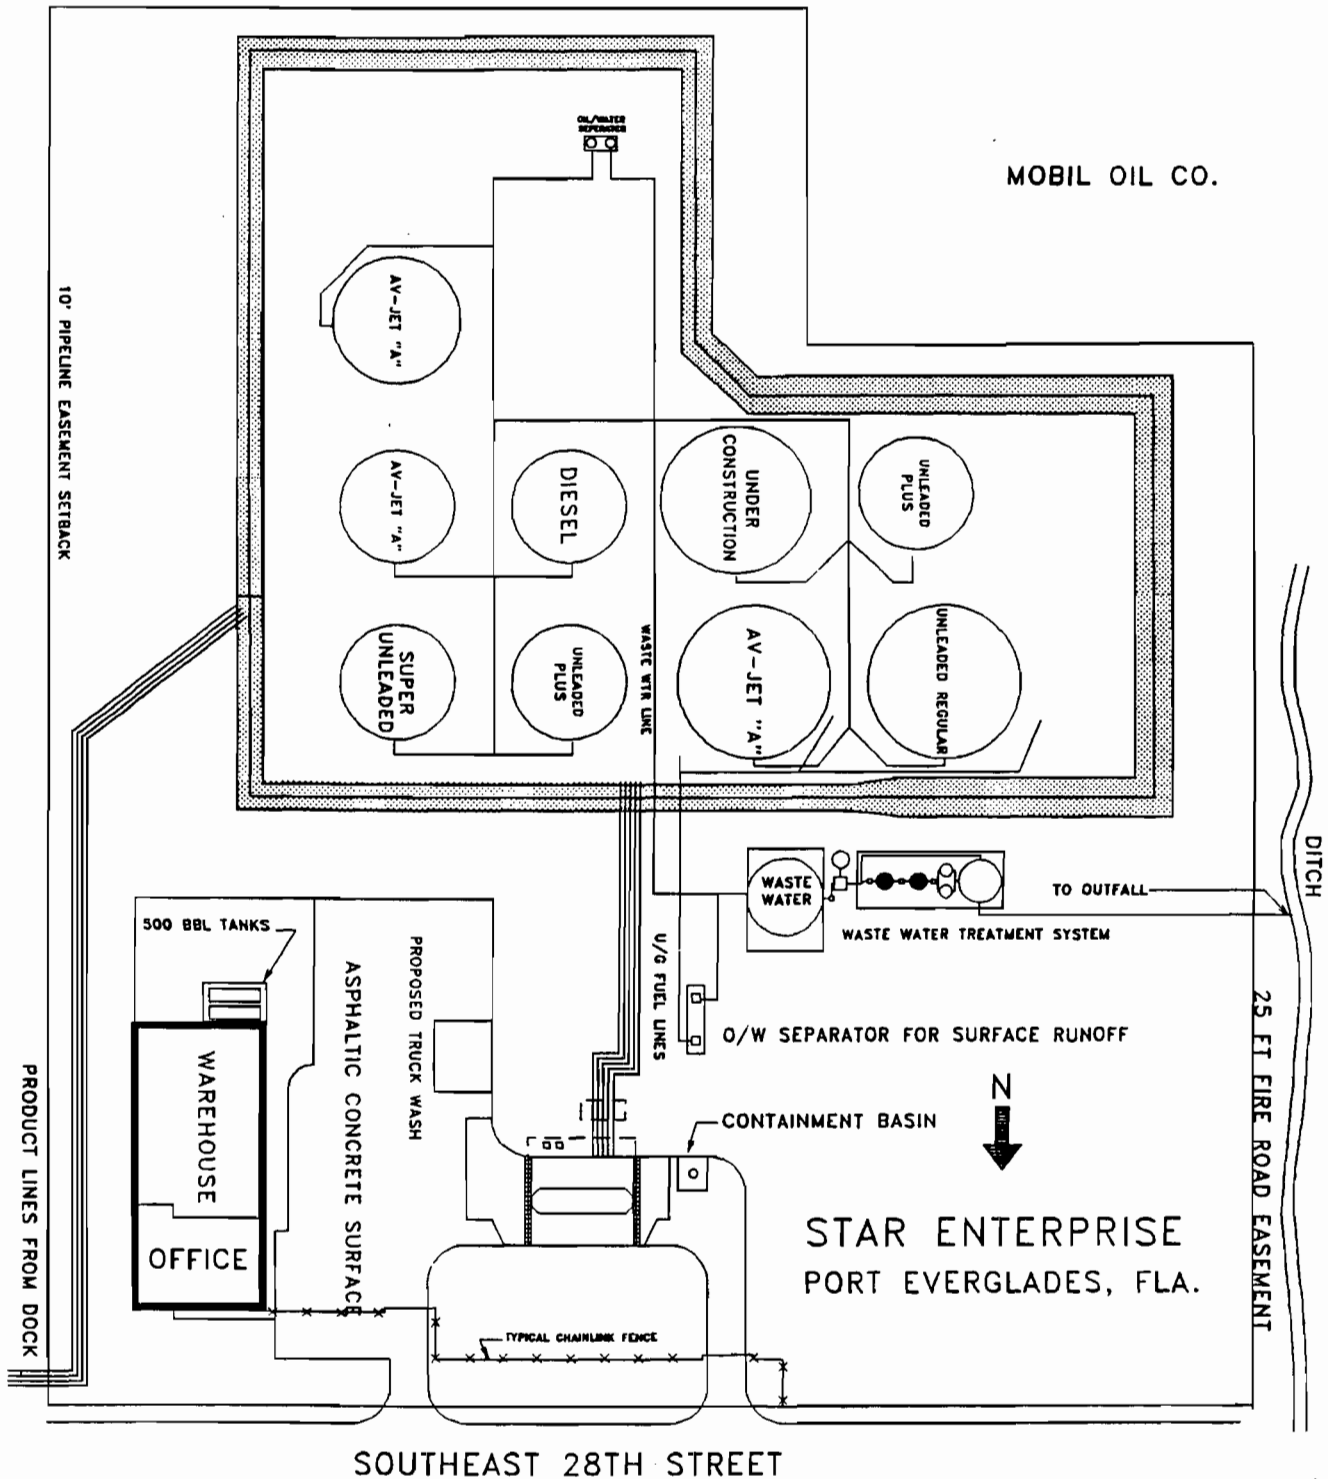 OIL/WATER
SEPERATOR
MOBIL OIL CO.
10' PIPELINE EASEMENT SETBACK
AV-JET "A"
AV-JET "A"
DIESEL
UNDER
CONSTRUCTION
UNLEADED
PLUS
SUPER
UNLEADED
UNLEADED
PLUS
WASTE WTR LINE
AV-JET "A"
UNLEADED REGULAR
DITCH
WASTE
WATER
TO OUTFALL
WASTE WATER TREATMENT SYSTEM
500 BBL TANKS
ASPHALTIC CONCRETE SURFACE
PROPOSED TRUCK WASH
U/G FUEL LINES
O/W SEPARATOR FOR SURFACE RUNOFF
25 FT FIRE ROAD EASEMENT
N
WAREHOUSE
CONTAINMENT BASIN
PRODUCT LINES FROM DOCK
OFFICE
STAR ENTERPRISE
PORT EVERGLADES, FLA.
TYPICAL CHAINLINK FENCE
SOUTHEAST 28TH STREET